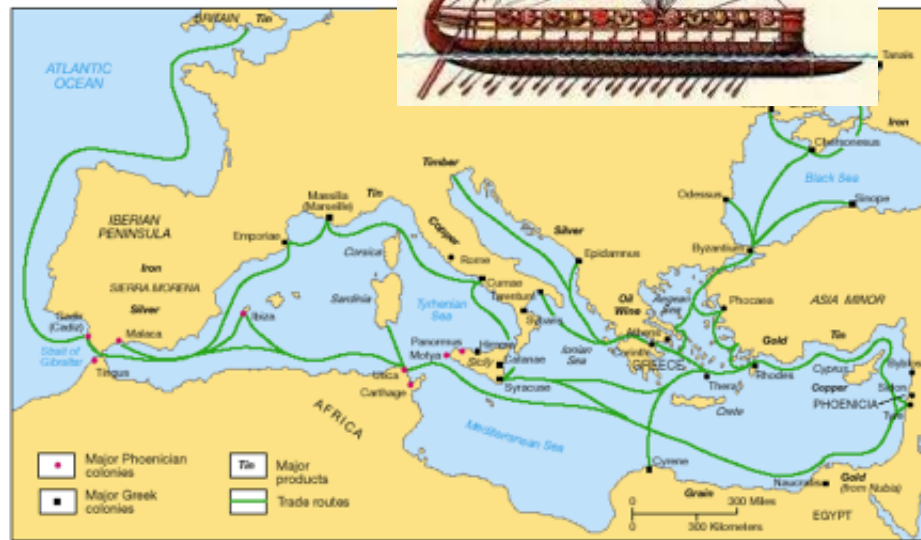 BRITAIN
Tin
ATLANTIC
OCEAN
Tanais
Iron
Chersonesus
Black Sea
Timber
Massilia
(Marseille)
Tin
Odessus
Sinope
IBERIAN
PENINSULA
Emporiae
Corsica
Copper
Rome
Silver
Epidamnus
Byzantium
Iron
SIERRA MORENA
Silver
Sardinia
Cumae
Tarentum
Tyrrhenian
Sea
Sybaris
Oil
Wine
Aegean
Sea
Phocaea
ASIA MINOR
Gadir
(Cadiz)
Malaca
Ibiza
Panormus
Motya
Himera
Sicily
Catanae
Ionian
Sea
Athens
Corinth
GREECE
Gold
Tin
Strait of
Gibraltar
Tingus
Utica
Carthage
Syracuse
Thera
Rhodes
Cyprus
Copper
Sidon
PHOENICIA
Tyre
AFRICA
Crete
Mediterranean Sea
Cyrene
Naucratis
Gold
(from Nubia)
Grain
EGYPT
Major Phoenician
colonies
Tin
Major
products
Major Greek
colonies
Trade routes
0
300 Miles
0
300 Kilometers